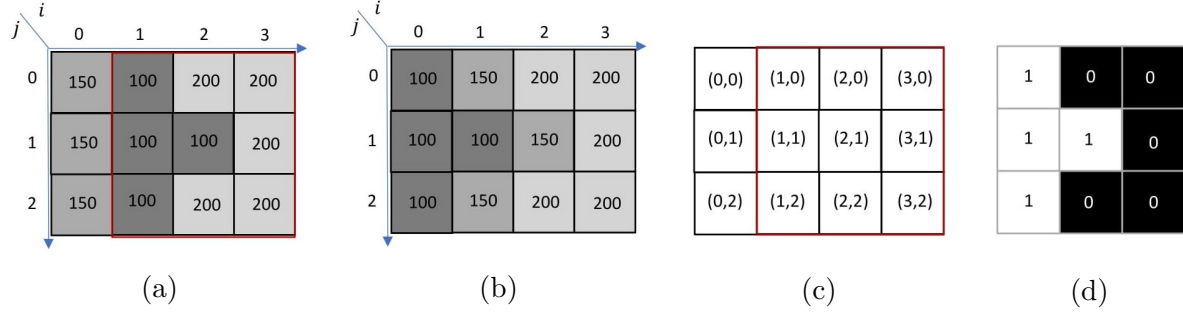 i
j
0 1 2 3
0 150 100 200 200
1 150 100 100 200
2 150 100 200 200
(a)
i
j
0 1 2 3
0 100 150 200 200
1 100 100 150 200
2 100 150 200 200
(b)
(0,0) (1,0) (2,0) (3,0)
(0,1) (1,1) (2,1) (3,1)
(0,2) (1,2) (2,2) (3,2)
(c)
1 0 0
1 1 0
1 0 0
(d)